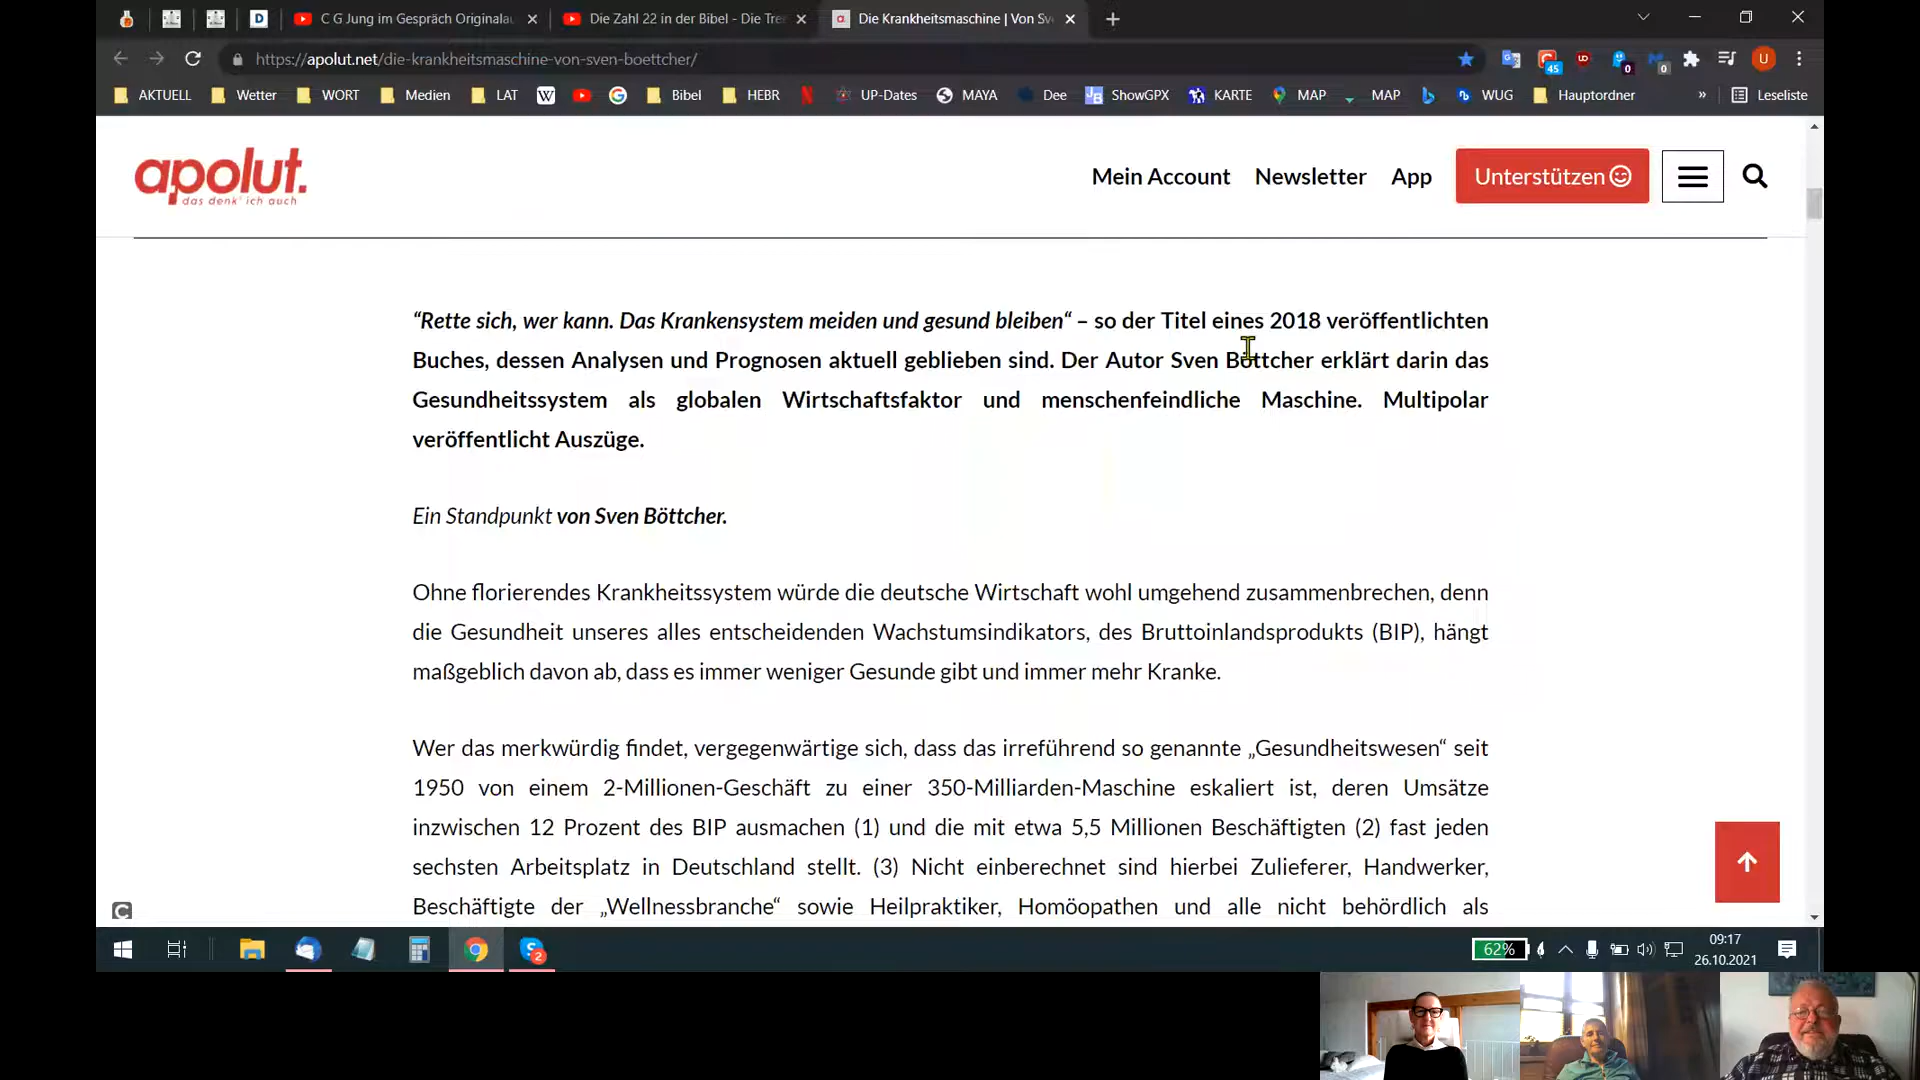 C G Jung im Gespräch Originalau
Die Zahl 22 in der Bibel - Die Tre
Die Krankheitsmaschine | Von Sv
https://apolut.net/die-krankheitsmaschine-von-sven-boettcher/
45
0
0
U
AKTUELL Wetter WORT Medien LAT W Bibel HEBR UP-Dates MAYA Dee ShowGPX KARTE MAP MAP WUG Hauptordner » Leseliste
apolut.
das denk' ich auch
Mein Account Newsletter App Unterstützen
“Rette sich, wer kann. Das Krankensystem meiden und gesund bleiben“ – so der Titel eines 2018 veröffentlichten
Buches, dessen Analysen und Prognosen aktuell geblieben sind. Der Autor Sven Böttcher erklärt darin das
Gesundheitssystem als globalen Wirtschaftsfaktor und menschenfeindliche Maschine. Multipolar
veröffentlicht Auszüge.
Ein Standpunkt von Sven Böttcher.
Ohne florierendes Krankheitssystem würde die deutsche Wirtschaft wohl umgehend zusammenbrechen, denn
die Gesundheit unseres alles entscheidenden Wachstumsindikators, des Bruttoinlandsprodukts (BIP), hängt
maßgeblich davon ab, dass es immer weniger Gesunde gibt und immer mehr Kranke.
Wer das merkwürdig findet, vergegenwärtige sich, dass das irreführend so genannte „Gesundheitswesen“ seit
1950 von einem 2-Millionen-Geschäft zu einer 350-Milliarden-Maschine eskaliert ist, deren Umsätze
inzwischen 12 Prozent des BIP ausmachen (1) und die mit etwa 5,5 Millionen Beschäftigten (2) fast jeden
sechsten Arbeitsplatz in Deutschland stellt. (3) Nicht einberechnet sind hierbei Zulieferer, Handwerker,
Beschäftigte der „Wellnessbranche“ sowie Heilpraktiker, Homöopathen und alle nicht behördlich als
62%
09:17
26.10.2021